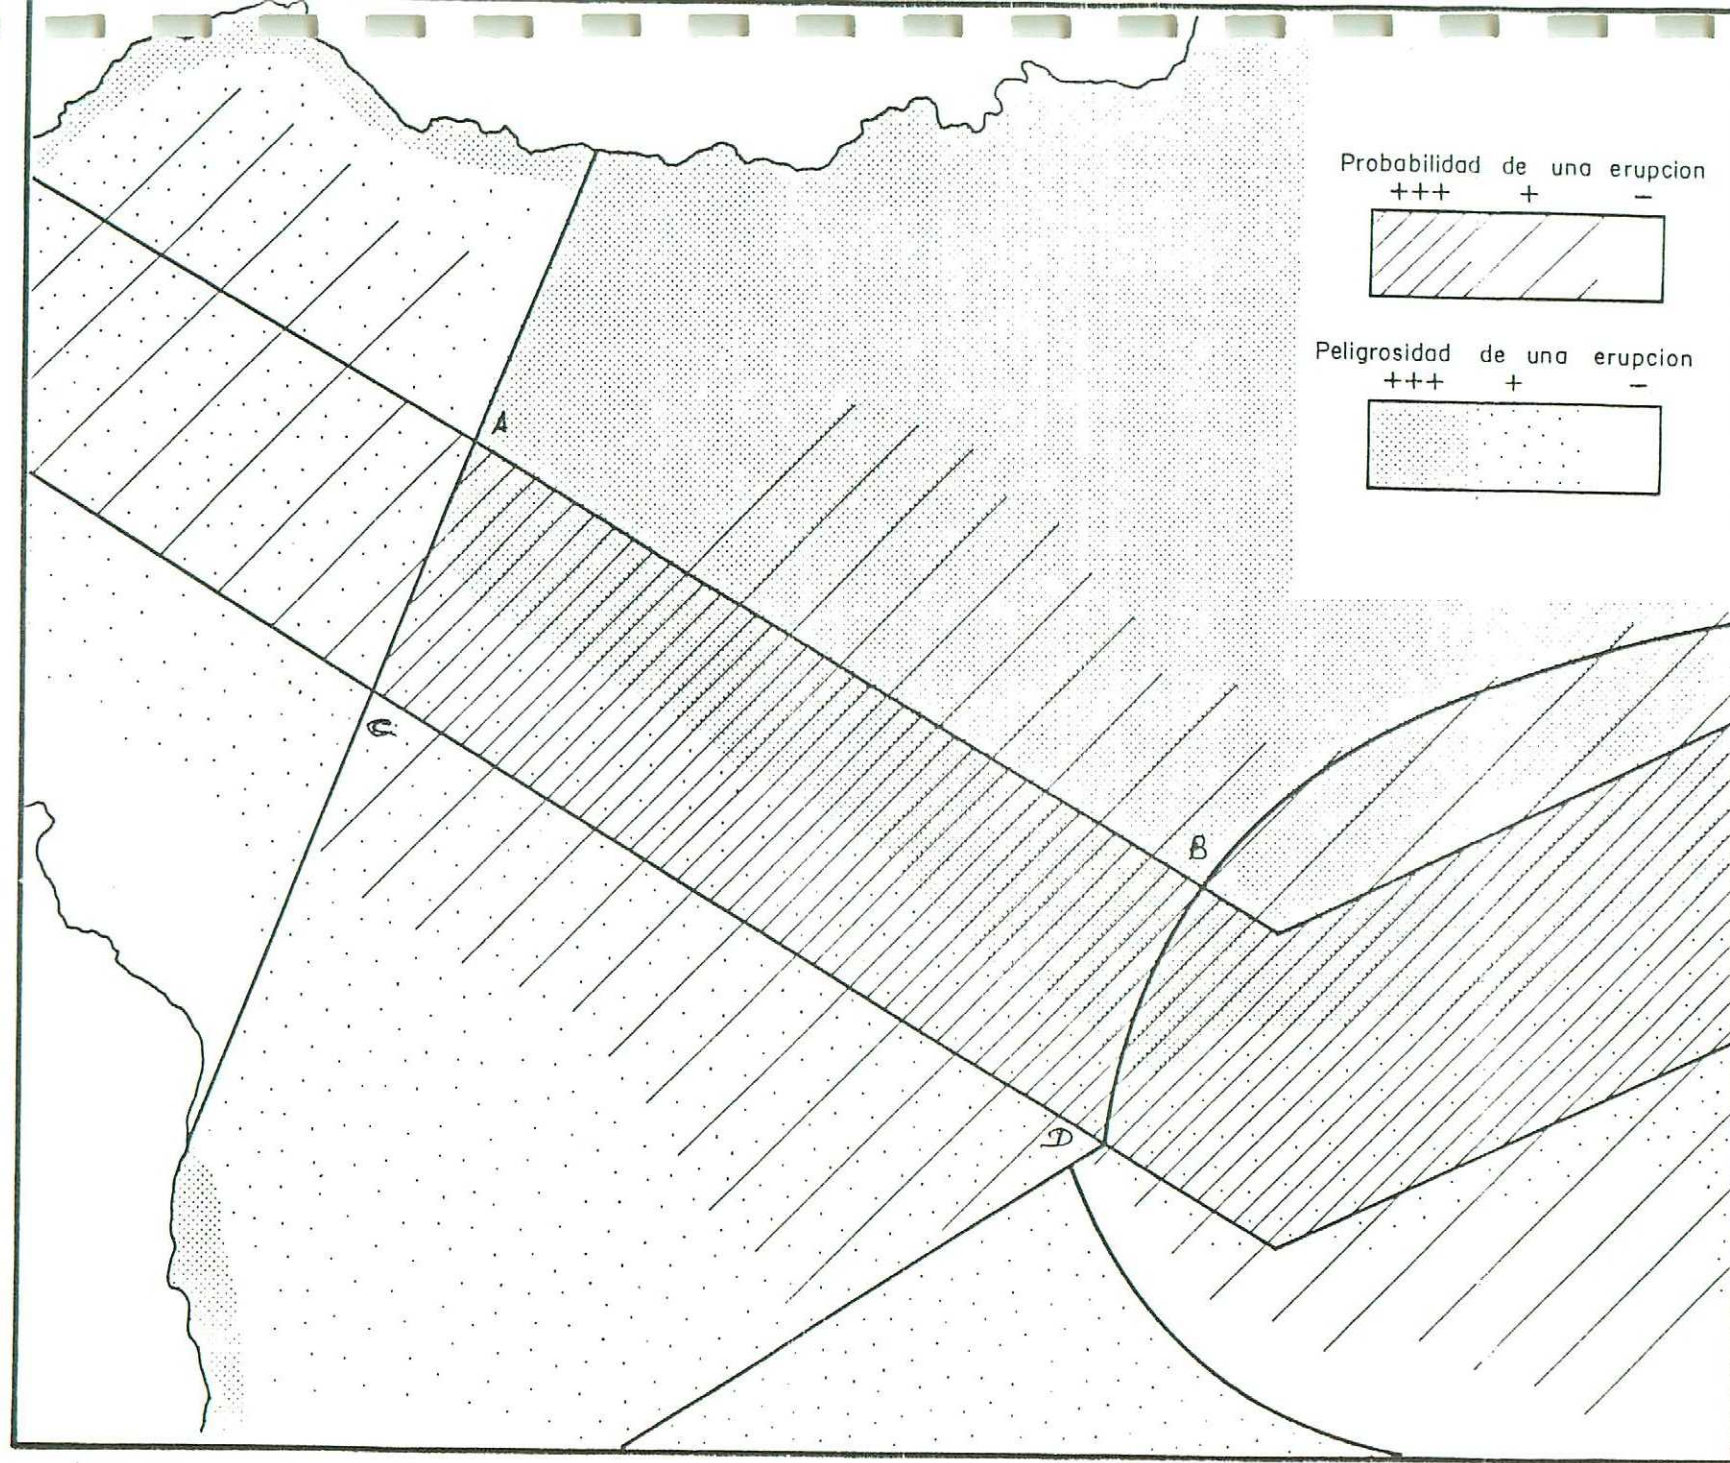 Probabilidad de una erupcion
+++ + −
Peligrosidad de una erupcion
+++ + −
A
C
B
D